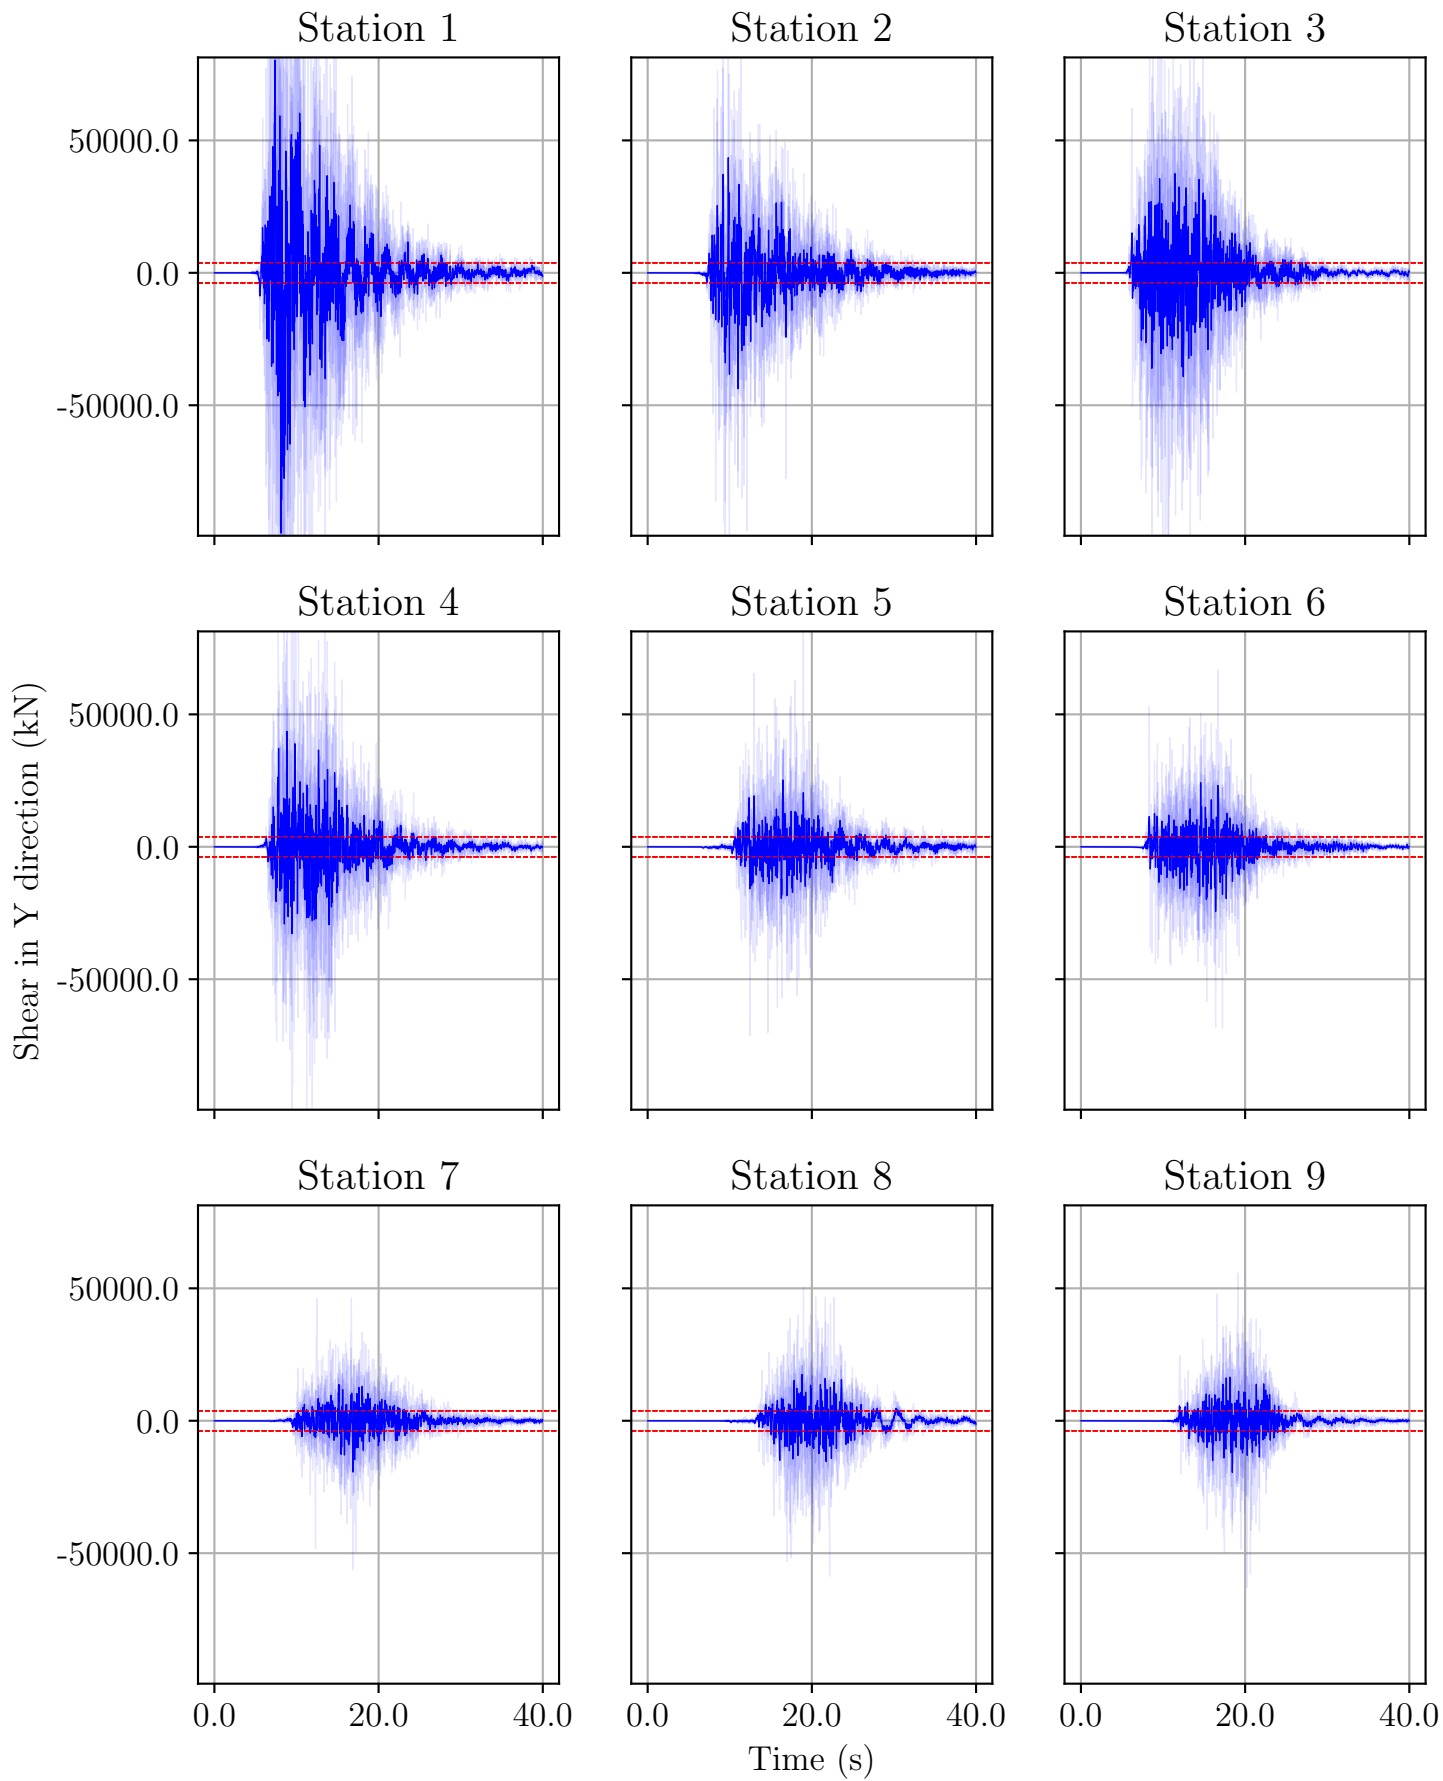 Station 1
Station 2
Station 3
50000.0
0.0
-50000.0
Station 4
Station 5
Station 6
Shear in Y direction (kN)
50000.0
0.0
-50000.0
Station 7
Station 8
Station 9
50000.0
0.0
-50000.0
0.0 20.0 40.0 0.0 20.0 40.0 0.0 20.0 40.0
Time (s)